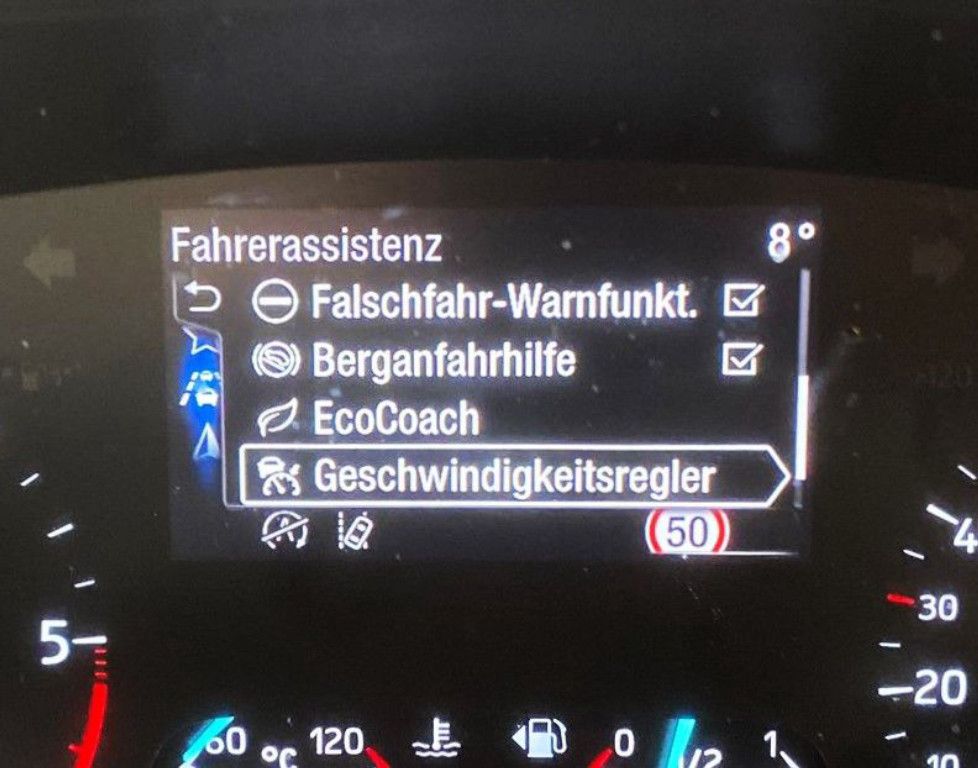 Fahrerassistenz 8°
Falschfahr-Warnfunkt.
Berganfahrhilfe
EcoCoach
Geschwindigkeitsregler
A 50
4
30
5
20
60 °C 120 0 1/2 1
10